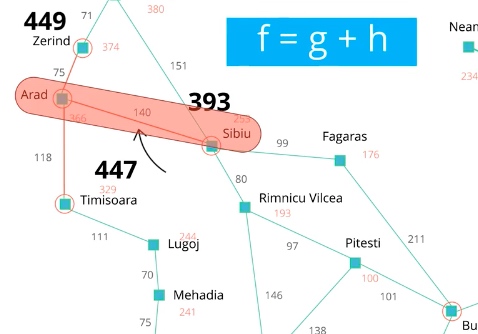 449
71
380
Zerind
374
f = g + h
Nean
234
151
75
Arad
366
140
393
253
Sibiu
99
Fagaras
176
118
447
329
Timisoara
80
Rimnicu Vilcea
193
111
244
Lugoj
97
Pitesti
211
100
70
Mehadia
241
146
101
75
138
Bu